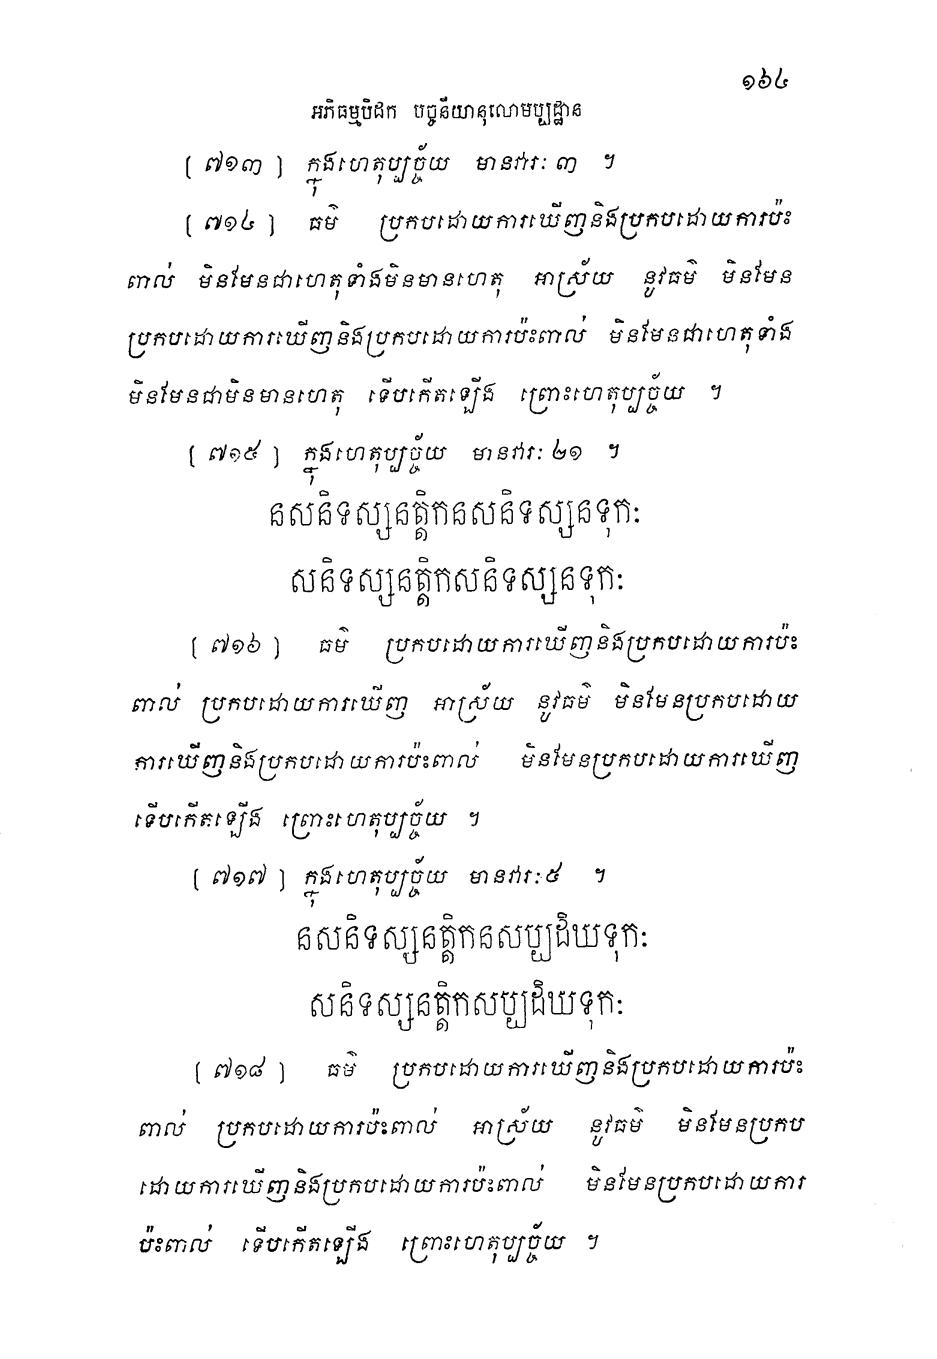 ១៦៤
អភិធម្មបិដក បច្ចនីយានុលោមប្បដ្ឋាន
[ ៧១៣ ] ក្នុងហេតុប្បច្ច័យ មានវារៈ ៣ ។
[ ៧១៤ ] ធម៌ ប្រកបដោយការឃើញនិងប្រកបដោយការប៉ះ
ពាល់ មិនមែនជាហេតុទាំងមិនមានហេតុ អាស្រ័យ នូវធម៌ មិនមែន
ប្រកបដោយការឃើញនិងប្រកបដោយការប៉ះពាល់ មិនមែនជាហេតុទាំង
មិនមែនជាមិនមានហេតុ ទើបកើតឡើង ព្រោះហេតុប្បច្ច័យ ។
[ ៧១៥ ] ក្នុងហេតុប្បច្ច័យ មានវារៈ ២១ ។
នសនិទស្សនត្តិកនសនិទស្សនទុកៈ
សនិទស្សនត្តិកសនិទស្សនទុកៈ
[ ៧១៦ ] ធម៌ ប្រកបដោយការឃើញនិងប្រកបដោយការប៉ះ
ពាល់ ប្រកបដោយការឃើញ អាស្រ័យ នូវធម៌ មិនមែនប្រកបដោយ
ការឃើញនិងប្រកបដោយការប៉ះពាល់ មិនមែនប្រកបដោយការឃើញ
ទើបកើតឡើង ព្រោះហេតុប្បច្ច័យ ។
[ ៧១៧ ] ក្នុងហេតុប្បច្ច័យ មានវារៈ ៥ ។
នសនិទស្សនត្តិកនសប្បដិឃទុកៈ
សនិទស្សនត្តិកសប្បដិឃទុកៈ
[ ៧១៨ ] ធម៌ ប្រកបដោយការឃើញនិងប្រកបដោយការប៉ះ
ពាល់ ប្រកបដោយការប៉ះពាល់ អាស្រ័យ នូវធម៌ មិនមែនប្រកប
ដោយការឃើញនិងប្រកបដោយការប៉ះពាល់ មិនមែនប្រកបដោយការ
ប៉ះពាល់ ទើបកើតឡើង ព្រោះហេតុប្បច្ច័យ ។